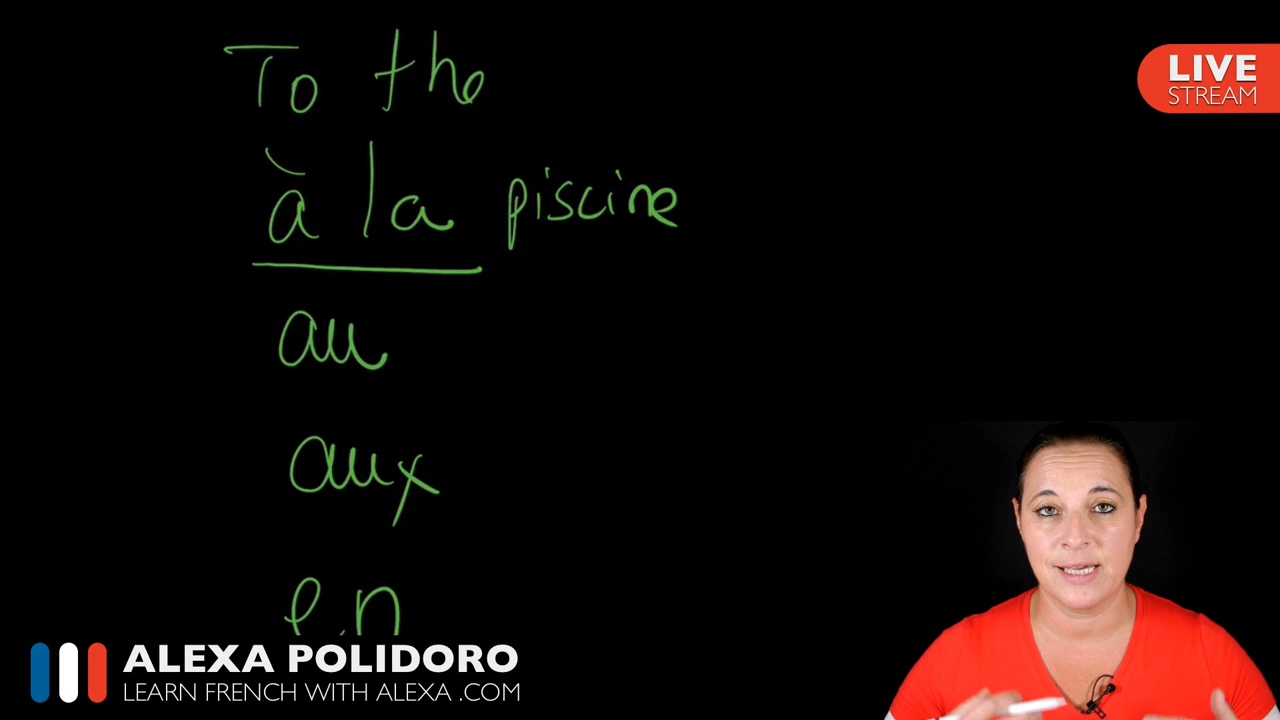 To the
LIVE
STREAM
à la piscine
au
aux
en
ALEXA POLIDORO
LEARN FRENCH WITH ALEXA .COM